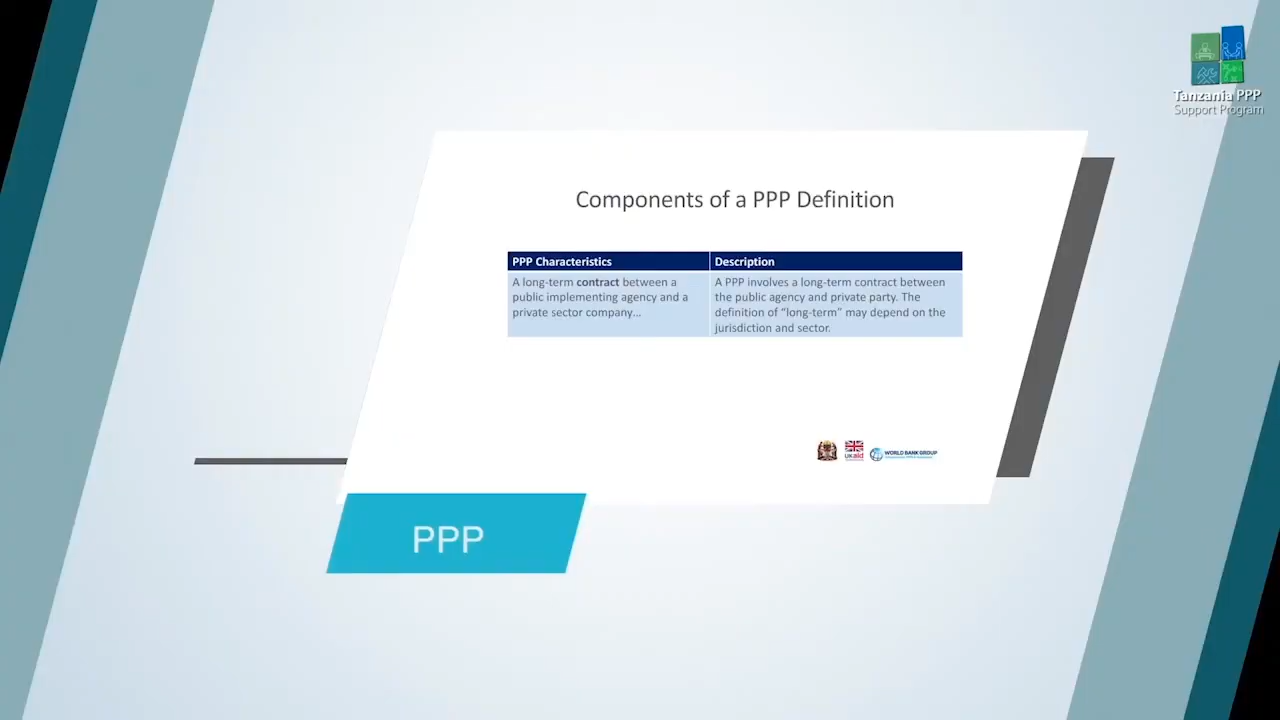 Tanzania PPP
Support Program
Components of a PPP Definition
PPP Characteristics
Description
A long-term contract between a
public implementing agency and a
private sector company...
A PPP involves a long-term contract between
the public agency and private party. The
definition of “long-term” may depend on the
jurisdiction and sector.
ukaid
WORLD BANK GROUP
PPP